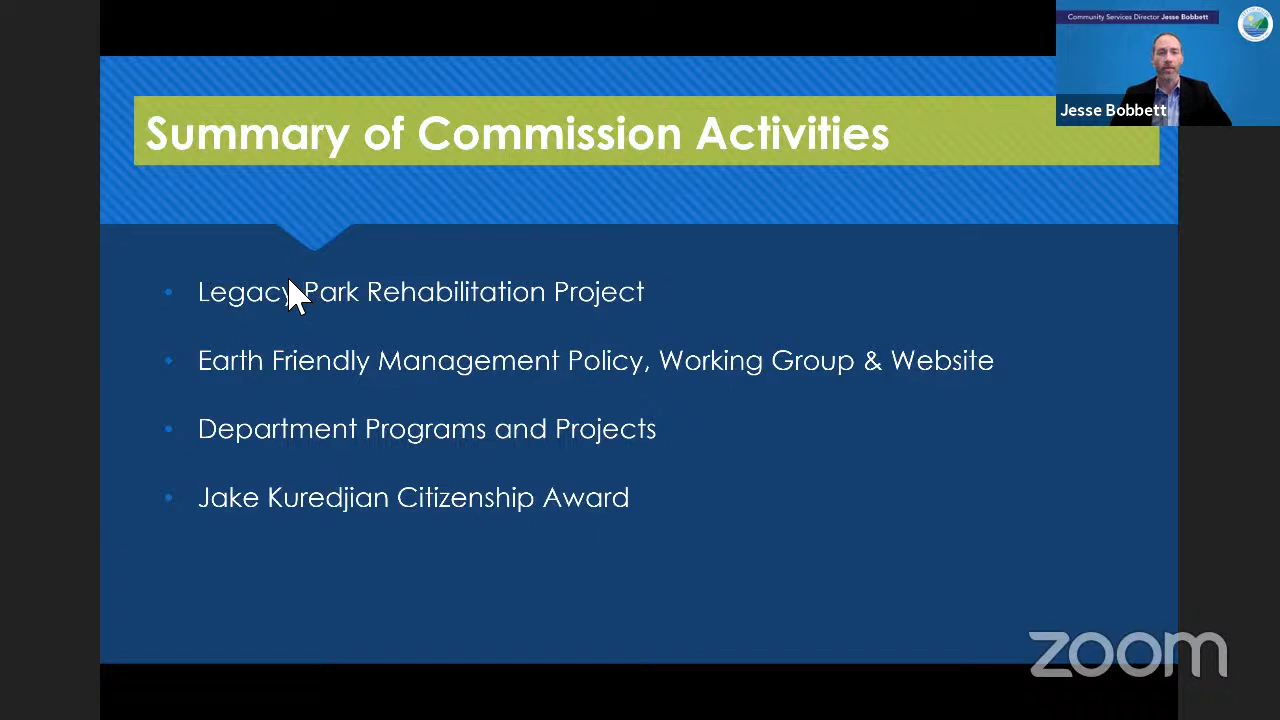 Community Services Director Jesse Bobbett
Jesse Bobbett
Summary of Commission Activities
• Legacy Park Rehabilitation Project
• Earth Friendly Management Policy, Working Group & Website
• Department Programs and Projects
• Jake Kuredjian Citizenship Award
zoom